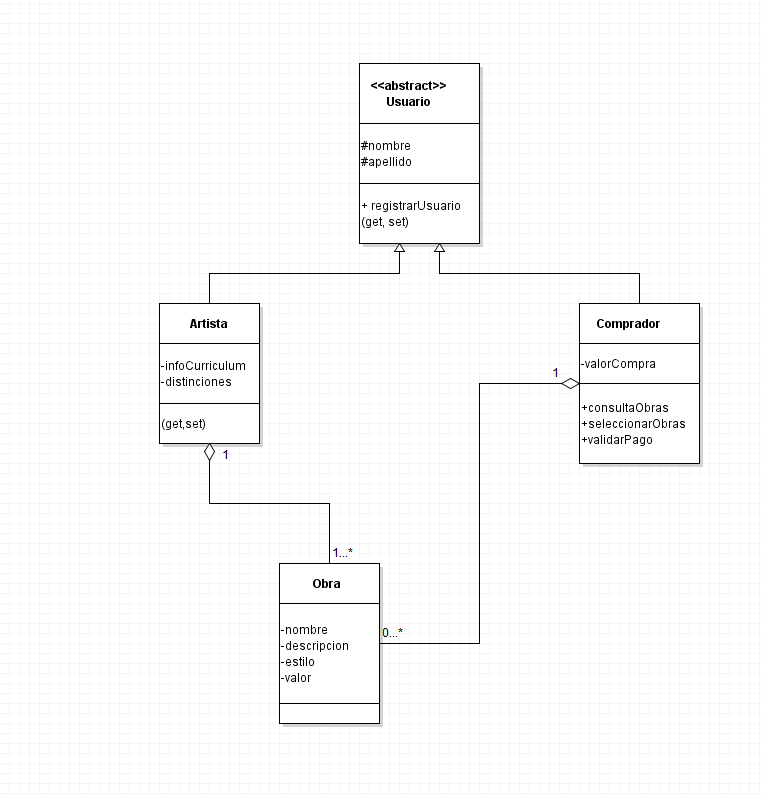 <<abstract>>
Usuario
#nombre
#apellido
+ registrarUsuario
(get, set)
Artista
-infoCurriculum
-distinciones
(get,set)
1
Comprador
-valorCompra
+consultaObras
+seleccionarObras
+validarPago
1
1...*
Obra
-nombre
-descripcion
-estilo
-valor
0...*